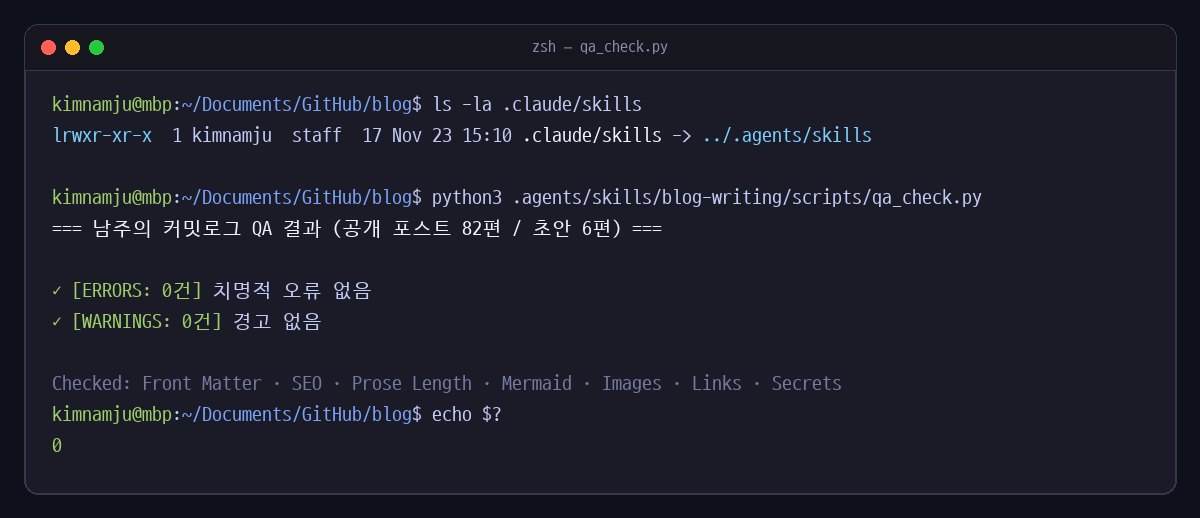 zsh — qa_check.py
kimnamju@mbp:~/Documents/GitHub/blog$ ls -la .claude/skills
lrwxr-xr-x  1 kimnamju  staff  17 Nov 23 15:10 .claude/skills -> ../.agents/skills
kimnamju@mbp:~/Documents/GitHub/blog$ python3 .agents/skills/blog-writing/scripts/qa_check.py
=== 남주의 커밋로그 QA 결과 (공개 포스트 82편 / 초안 6편) ===
✓ [ERRORS: 0건] 치명적 오류 없음
✓ [WARNINGS: 0건] 경고 없음
Checked: Front Matter · SEO · Prose Length · Mermaid · Images · Links · Secrets
kimnamju@mbp:~/Documents/GitHub/blog$ echo $?
0